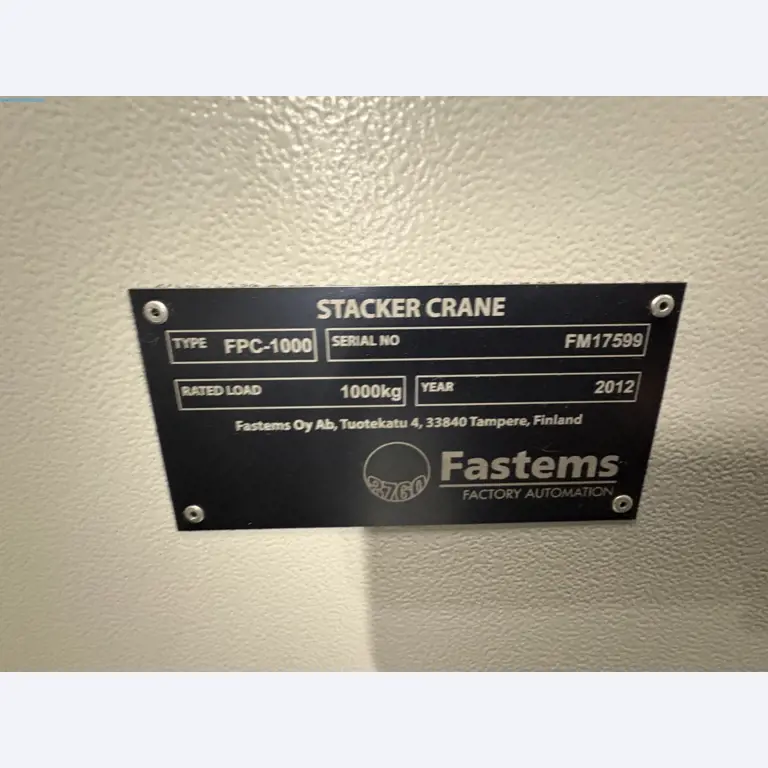 STACKER CRANE
TYPE FPC-1000 SERIAL NO FM17599
RATED LOAD 1000kg YEAR 2012
Fastems Oy Ab, Tuotekatu 4, 33840 Tampere, Finland
Fastems
FACTORY AUTOMATION